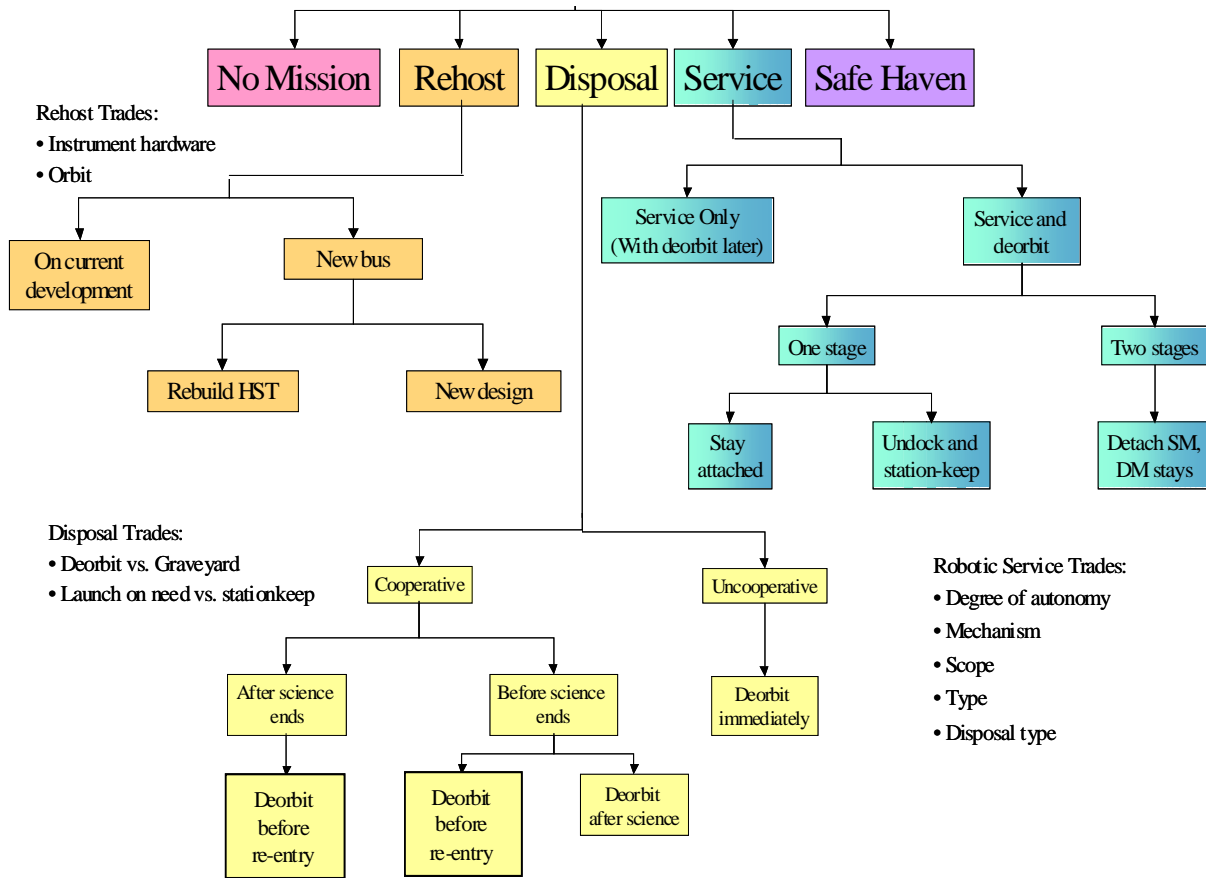 No Mission
Rehost
Disposal
Service
Safe Haven
Rehost Trades:
• Instrument hardware
• Orbit
Service Only
(With deorbit later)
Service and
deorbit
On current
development
New bus
One stage
Two stages
Rebuild HST
New design
Stay
attached
Undock and
station-keep
Detach SM,
DM stays
Disposal Trades:
• Deorbit vs. Graveyard
• Launch on need vs. stationkeep
Cooperative
Uncooperative
Robotic Service Trades:
• Degree of autonomy
• Mechanism
• Scope
• Type
• Disposal type
After science
ends
Before science
ends
Deorbit
immediately
Deorbit
before
re-entry
Deorbit
before
re-entry
Deorbit
after science